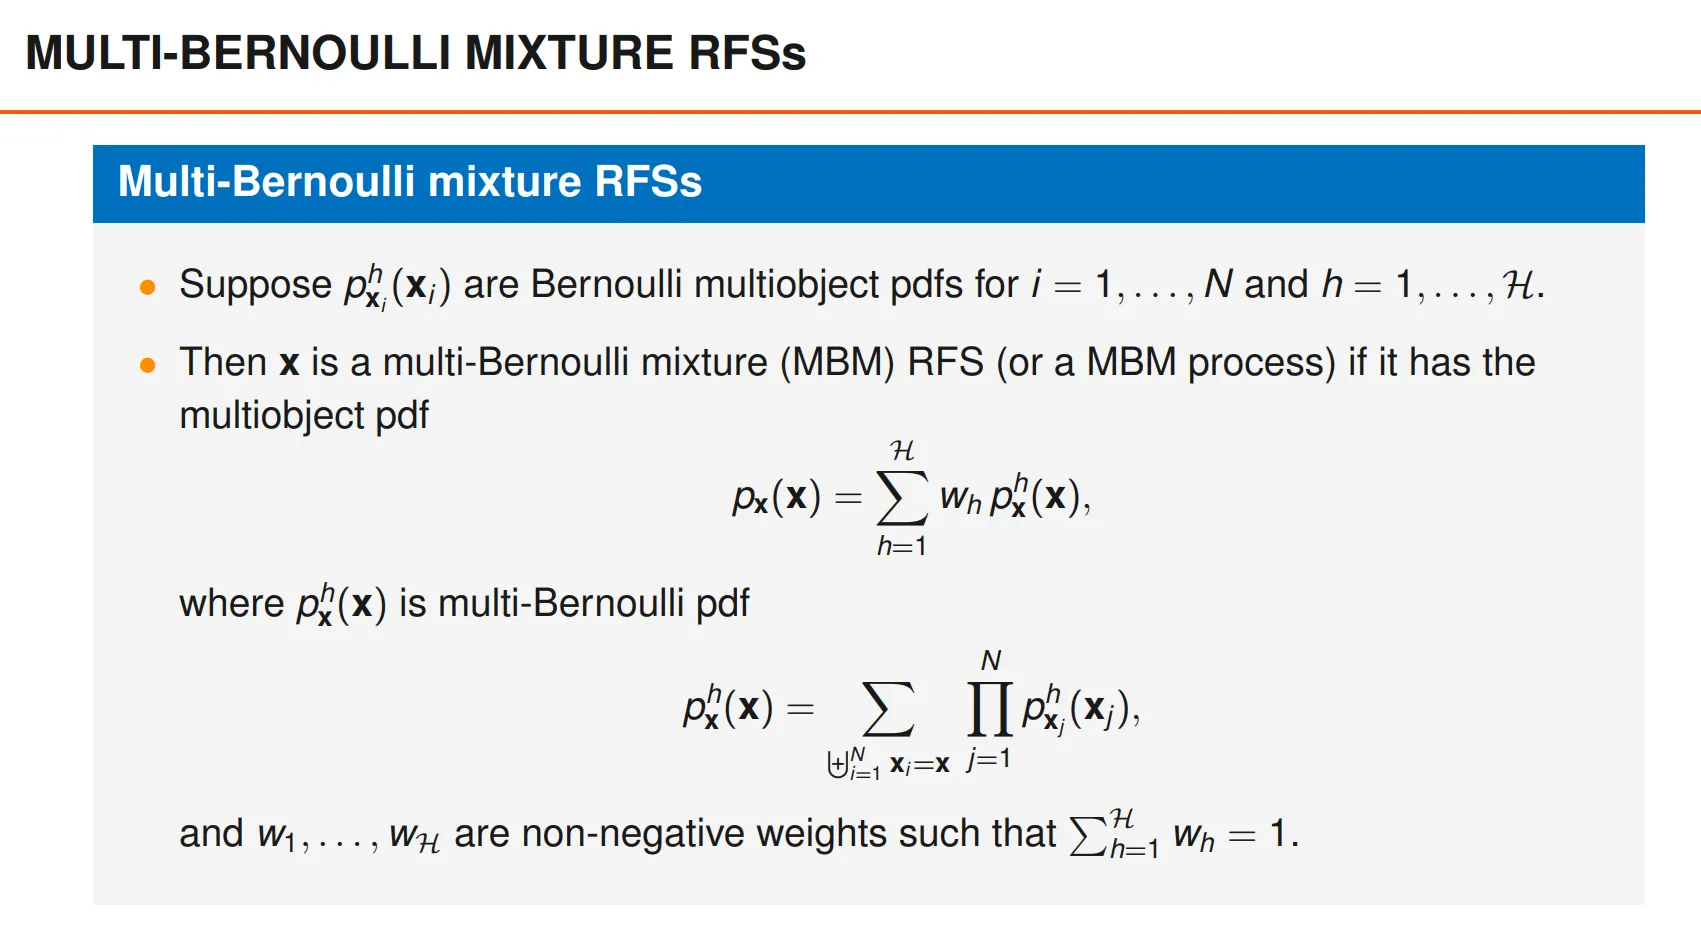 MULTI-BERNOULLI MIXTURE RFSs
Multi-Bernoulli mixture RFSs
• Suppose $p^h_{\mathbf{x}_i}(\mathbf{x}_i)$ are Bernoulli multiobject pdfs for $i = 1, \ldots, N$ and $h = 1, \ldots, \mathcal{H}$.
• Then $\mathbf{x}$ is a multi-Bernoulli mixture (MBM) RFS (or a MBM process) if it has the
multiobject pdf
$p_{\mathbf{x}}(\mathbf{x}) = \sum_{h=1}^{\mathcal{H}} w_h \, p^h_{\mathbf{x}}(\mathbf{x}),$
where $p^h_{\mathbf{x}}(\mathbf{x})$ is multi-Bernoulli pdf
$p^h_{\mathbf{x}}(\mathbf{x}) = \sum_{\uplus_{i=1}^{N} \mathbf{x}_i = \mathbf{x}} \prod_{j=1}^{N} p^h_{\mathbf{x}_j}(\mathbf{x}_j),$
and $w_1, \ldots, w_{\mathcal{H}}$ are non-negative weights such that $\sum_{h=1}^{\mathcal{H}} w_h = 1.$